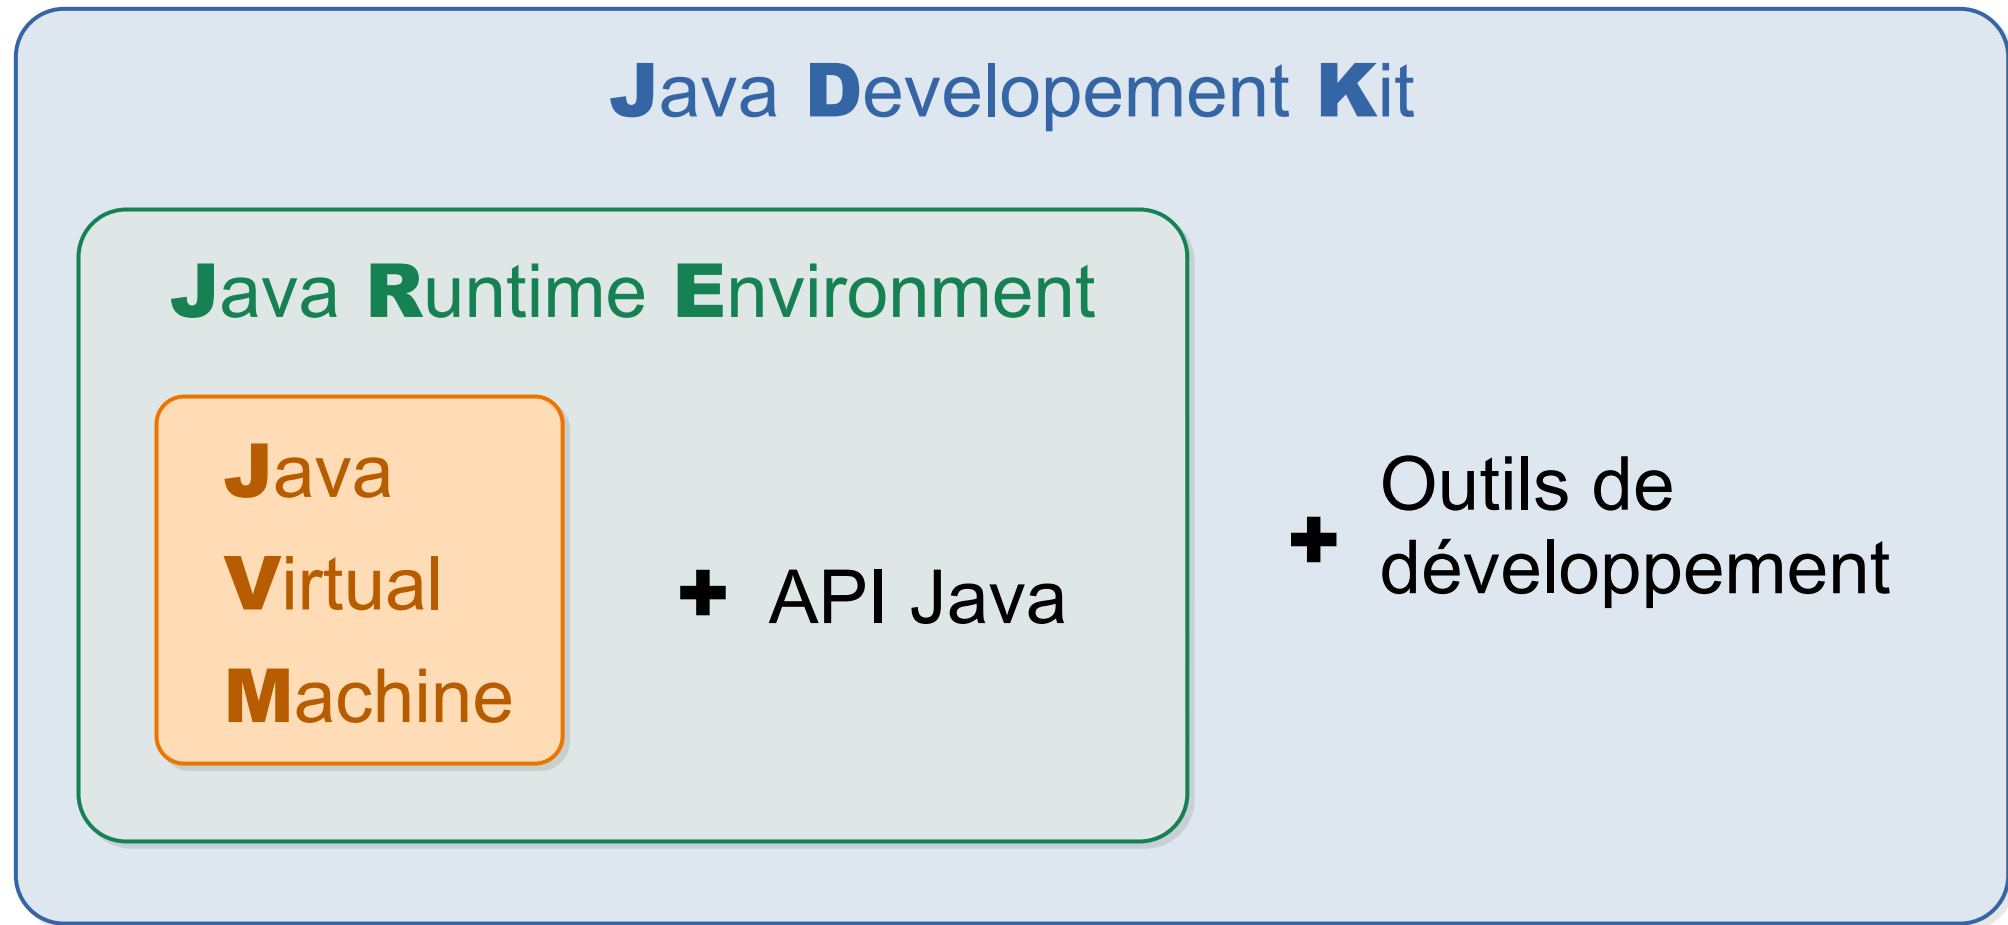 Java Developement Kit
Java Runtime Environment
Java
Virtual
Machine
+ API Java
+ Outils de
développement